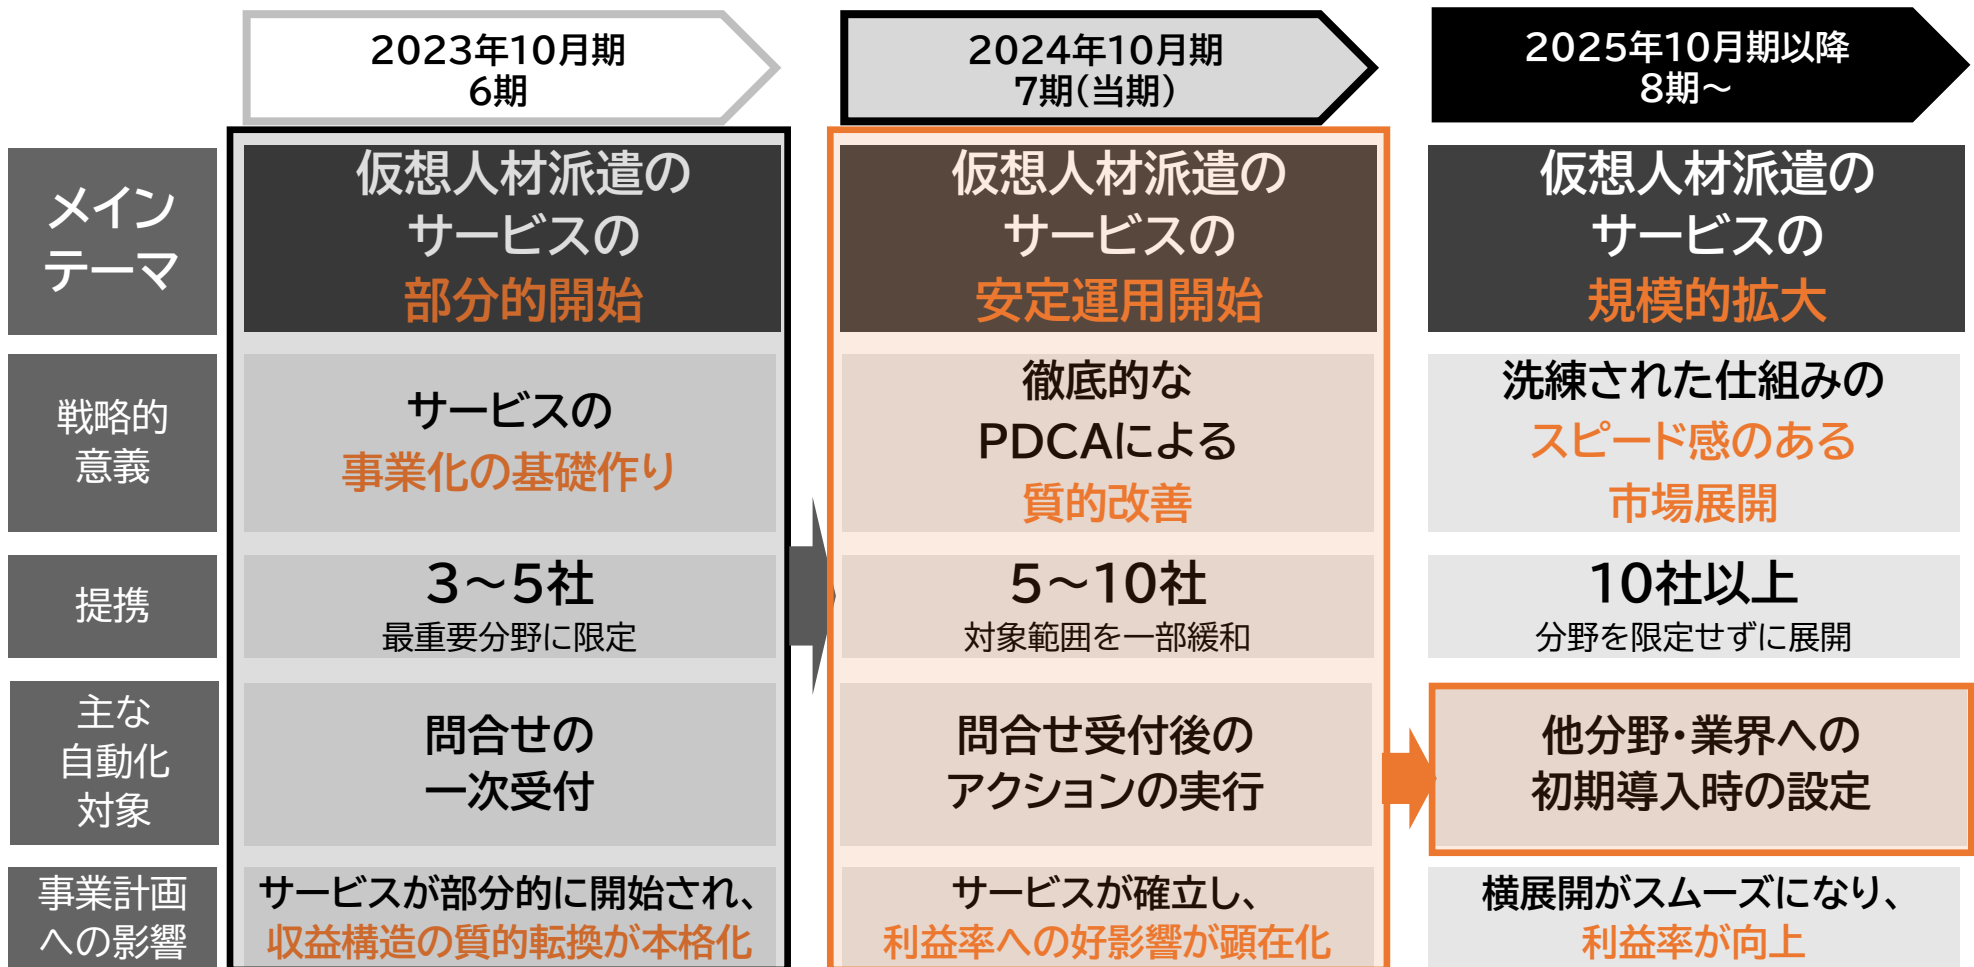 2023年10月期
6期
2024年10月期
7期(当期)
2025年10月期以降
8期～
メイン
テーマ
仮想人材派遣の
サービスの
部分的開始
仮想人材派遣の
サービスの
安定運用開始
仮想人材派遣の
サービスの
規模的拡大
戦略的
意義
サービスの
事業化の基礎作り
徹底的な
PDCAによる
質的改善
洗練された仕組みの
スピード感のある
市場展開
提携
3～5社
最重要分野に限定
5～10社
対象範囲を一部緩和
10社以上
分野を限定せずに展開
主な
自動化
対象
問合せの
一次受付
問合せ受付後の
アクションの実行
他分野・業界への
初期導入時の設定
事業計画
への影響
サービスが部分的に開始され、
収益構造の質的転換が本格化
サービスが確立し、
利益率への好影響が顕在化
横展開がスムーズになり、
利益率が向上